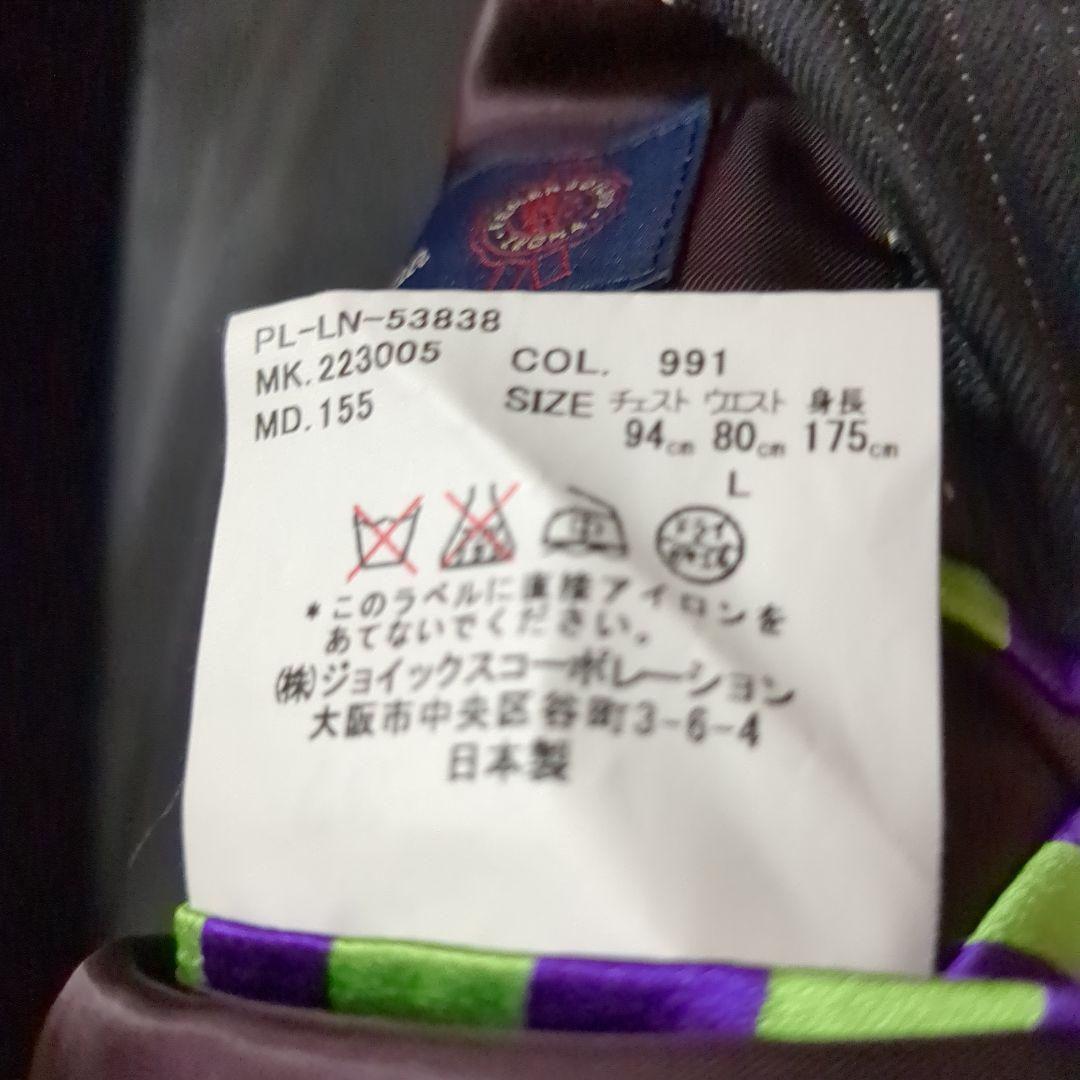 PL-LN-53838
MK.223005
MD.155
COL. 991
SIZE チェスト ウエスト 身長
94cm 80cm 175cm
L
ドライ
*このラベルに直接アイロンを
あてないでください。
(株)ジョイックスコーポレーション
大阪市中央区谷町3-6-4
日本製